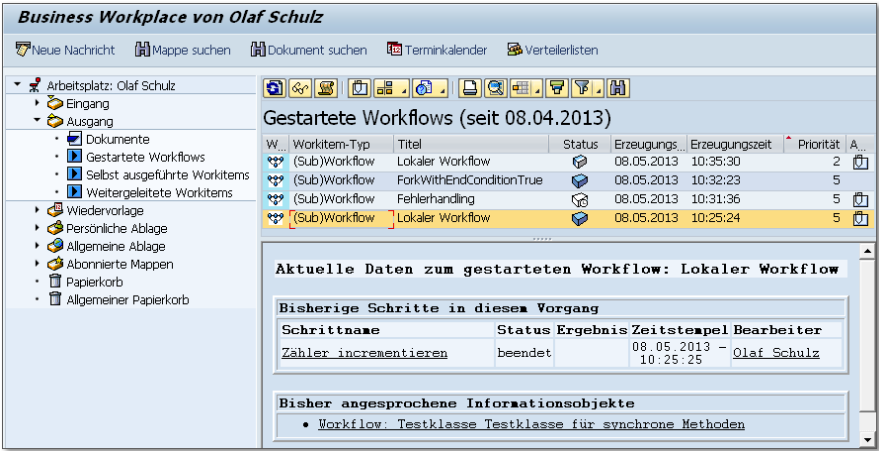 Business Workplace von Olaf Schulz
Neue Nachricht Mappe suchen Dokument suchen Terminkalender Verteilerlisten
Arbeitsplatz: Olaf Schulz
Eingang
Ausgang
Dokumente
Gestartete Workflows
Selbst ausgeführte Workitems
Weitergeleitete Workitems
Wiedervorlage
Persönliche Ablage
Allgemeine Ablage
Abonnierte Mappen
Papierkorb
Allgemeiner Papierkorb
Gestartete Workflows (seit 08.04.2013)
W... Workitem-Typ Titel Status Erzeugungs... Erzeugungszeit Priorität A...
(Sub)Workflow Lokaler Workflow 08.05.2013 10:35:30 2
(Sub)Workflow ForkWithEndConditionTrue 08.05.2013 10:32:23 5
(Sub)Workflow Fehlerhandling 08.05.2013 10:31:36 5
(Sub)Workflow Lokaler Workflow 08.05.2013 10:25:24 5
Aktuelle Daten zum gestarteten Workflow: Lokaler Workflow
Bisherige Schritte in diesem Vorgang
Schrittname Status Ergebnis Zeitstempel Bearbeiter
Zähler incrementieren beendet 08.05.2013 – 10:25:25 Olaf Schulz
Bisher angesprochene Informationsobjekte
• Workflow: Testklasse Testklasse für synchrone Methoden